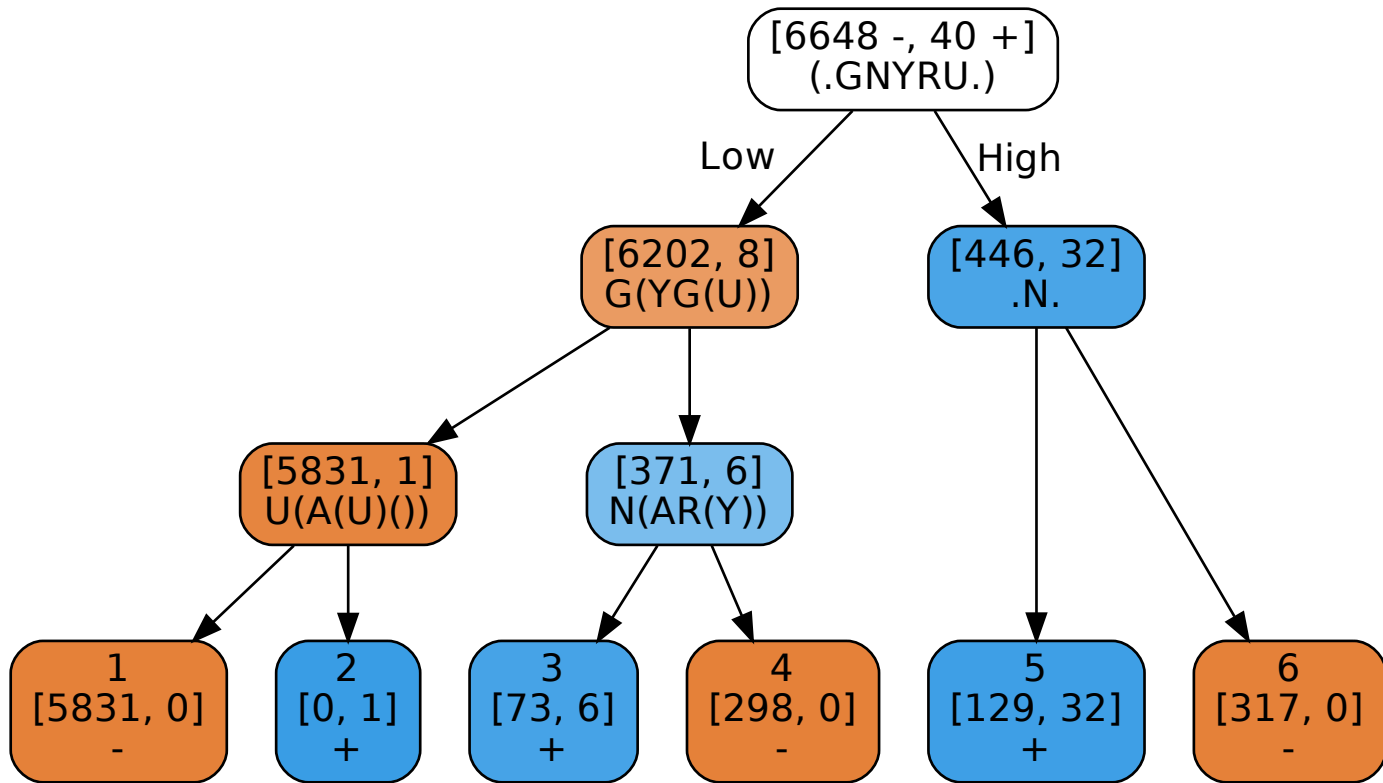 [6648 -, 40 +]
(.GNYRU.)
Low
High
[6202, 8]
G(YG(U))
[446, 32]
.N.
[5831, 1]
U(A(U)())
[371, 6]
N(AR(Y))
1
[5831, 0]
-
2
[0, 1]
+
3
[73, 6]
+
4
[298, 0]
-
5
[129, 32]
+
6
[317, 0]
-